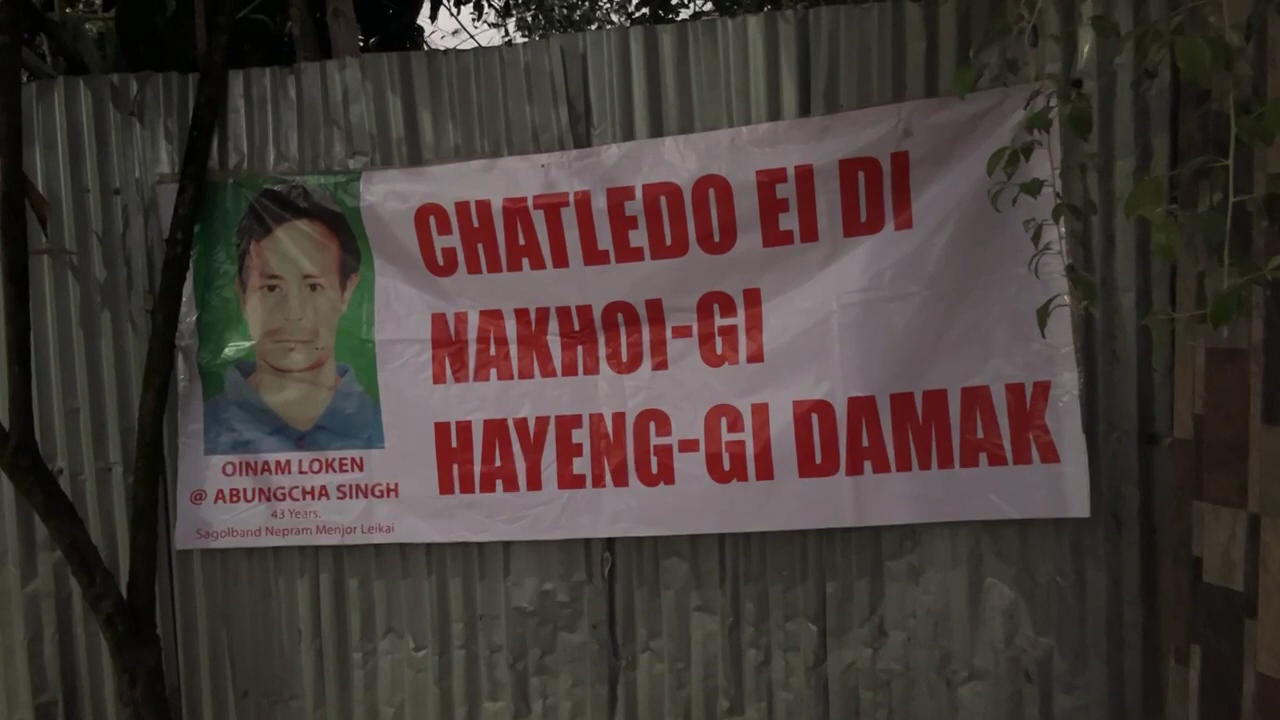 CHATLEDO EI DI
NAKHOI-GI
HAYENG-GI DAMAK
OINAM LOKEN
@ ABUNGCHA SINGH
43 Years.
Sagolband Nepram Menjor Leikai